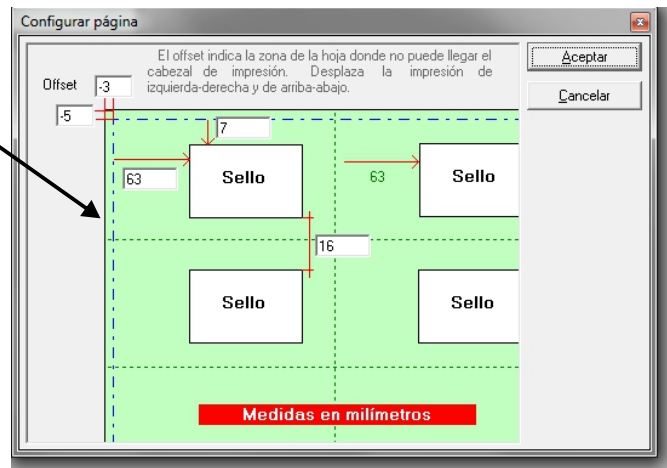 Configurar página
El offset indica la zona de la hoja donde no puede llegar el
cabezal de impresión. Desplaza la impresión de
izquierda-derecha y de arriba-abajo.
Aceptar
Cancelar
Offset -3
-5
7
63 Sello 63 Sello
16
Sello Sello
Medidas en milímetros